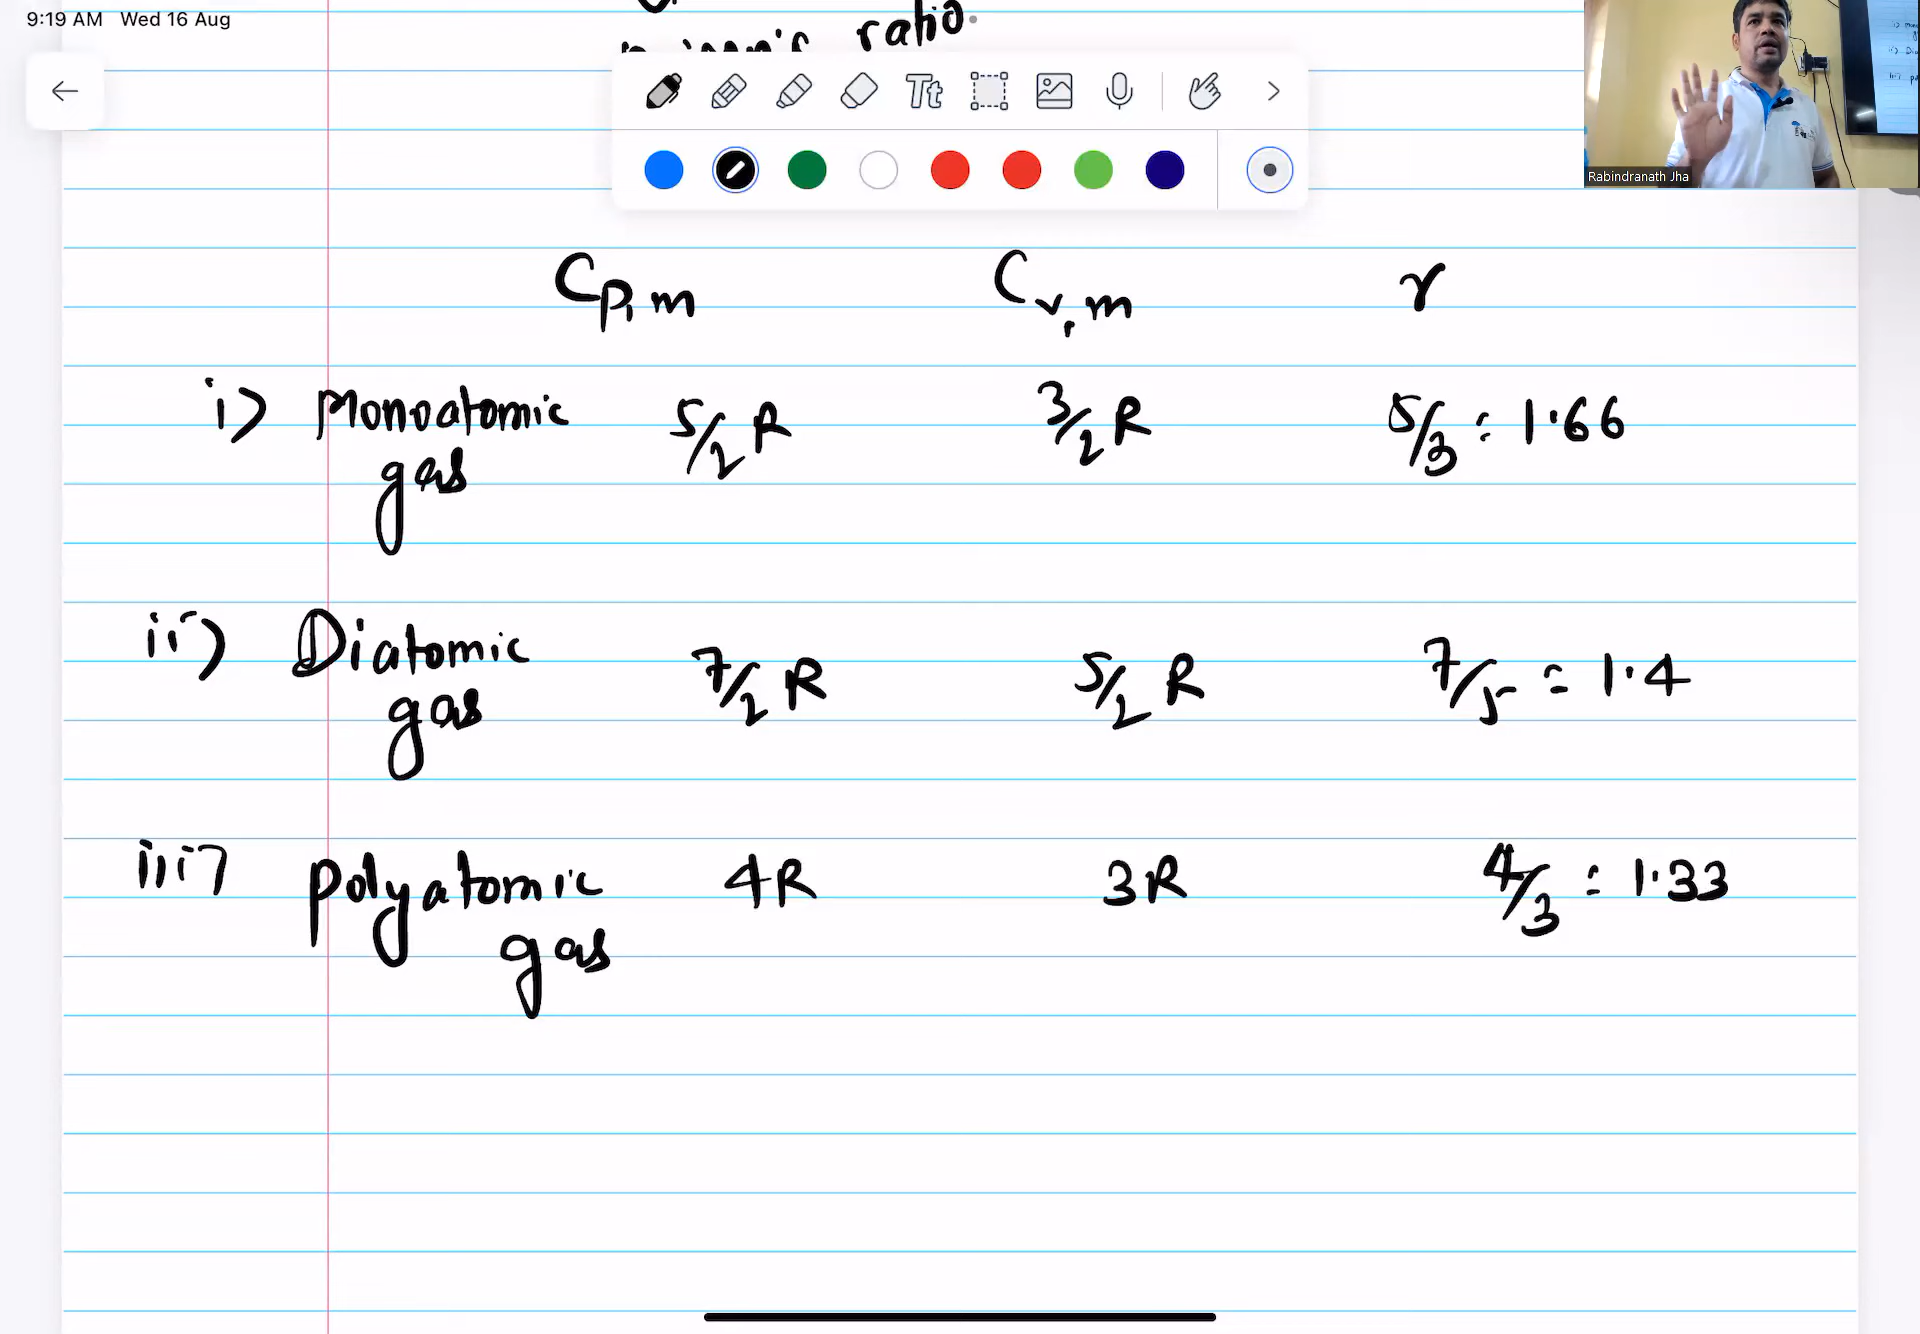 9:19 AM Wed 16 Aug
ratio.
Tt
Rabindranath Jha
Cp,m Cv,m γ
i) Monoatomic gas 5/2 R 3/2 R 5/3 = 1.66
ii) Diatomic gas 7/2 R 5/2 R 7/5 = 1.4
iii) polyatomic gas 4R 3R 4/3 = 1.33